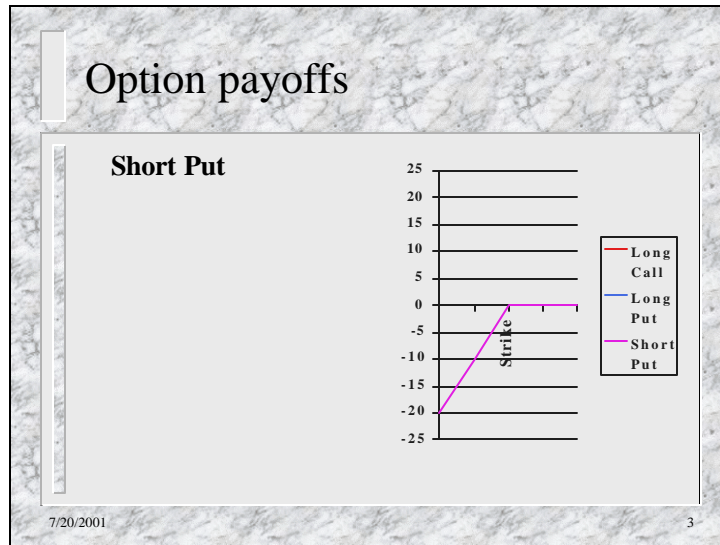 Option payoffs
Short Put
25
20
15
10
5
0
-5
-10
-15
-20
-25
Strike
Long
Call
Long
Put
Short
Put
7/20/2001
3